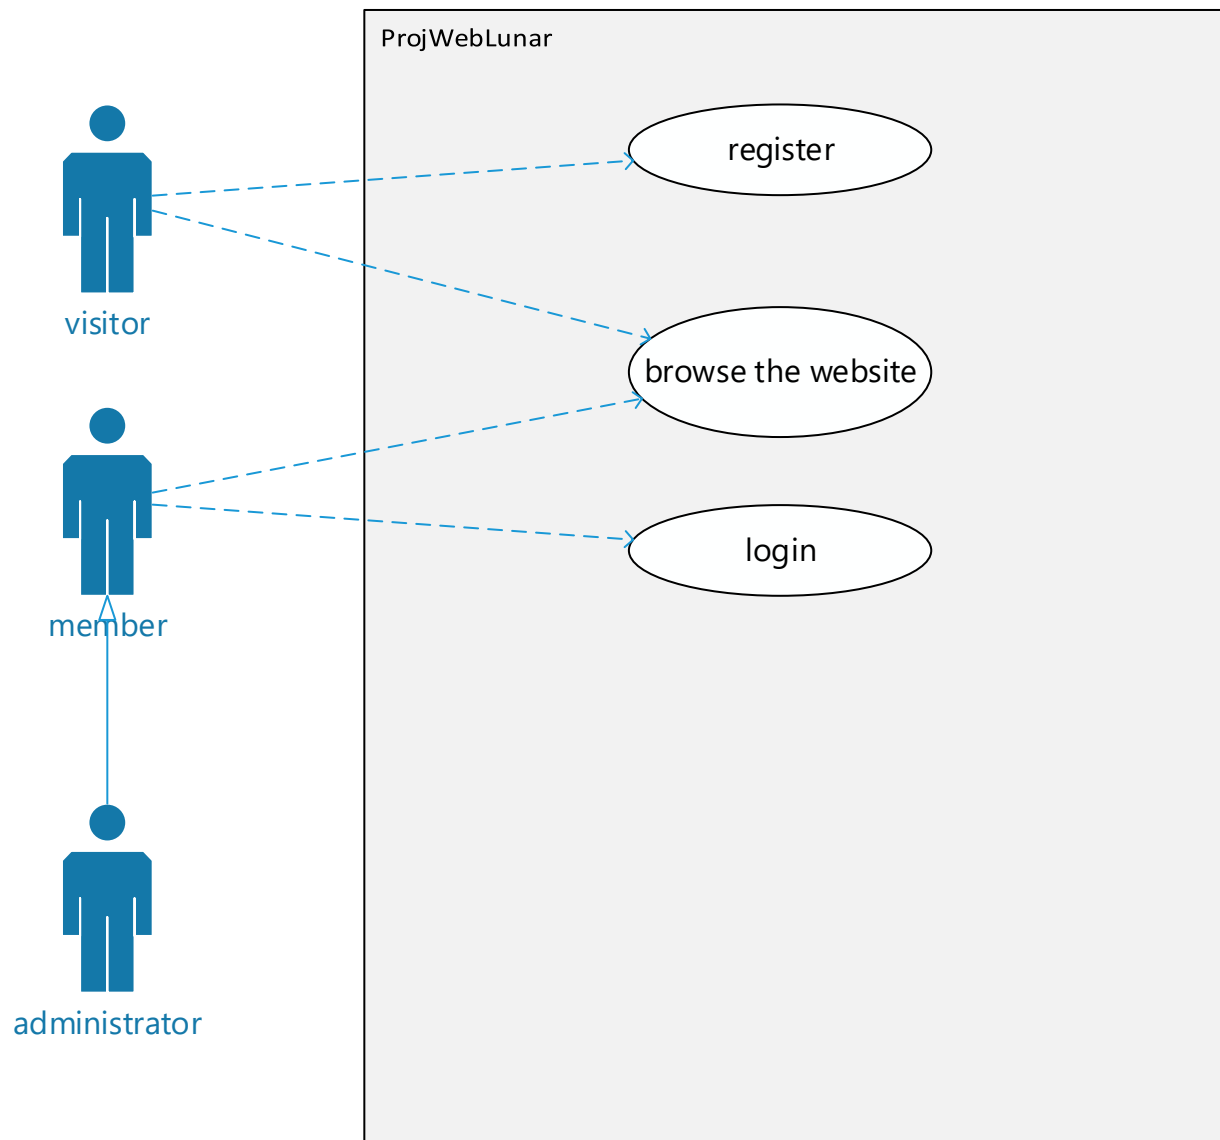 ProjWebLunar
register
visitor
browse the website
login
member
administrator